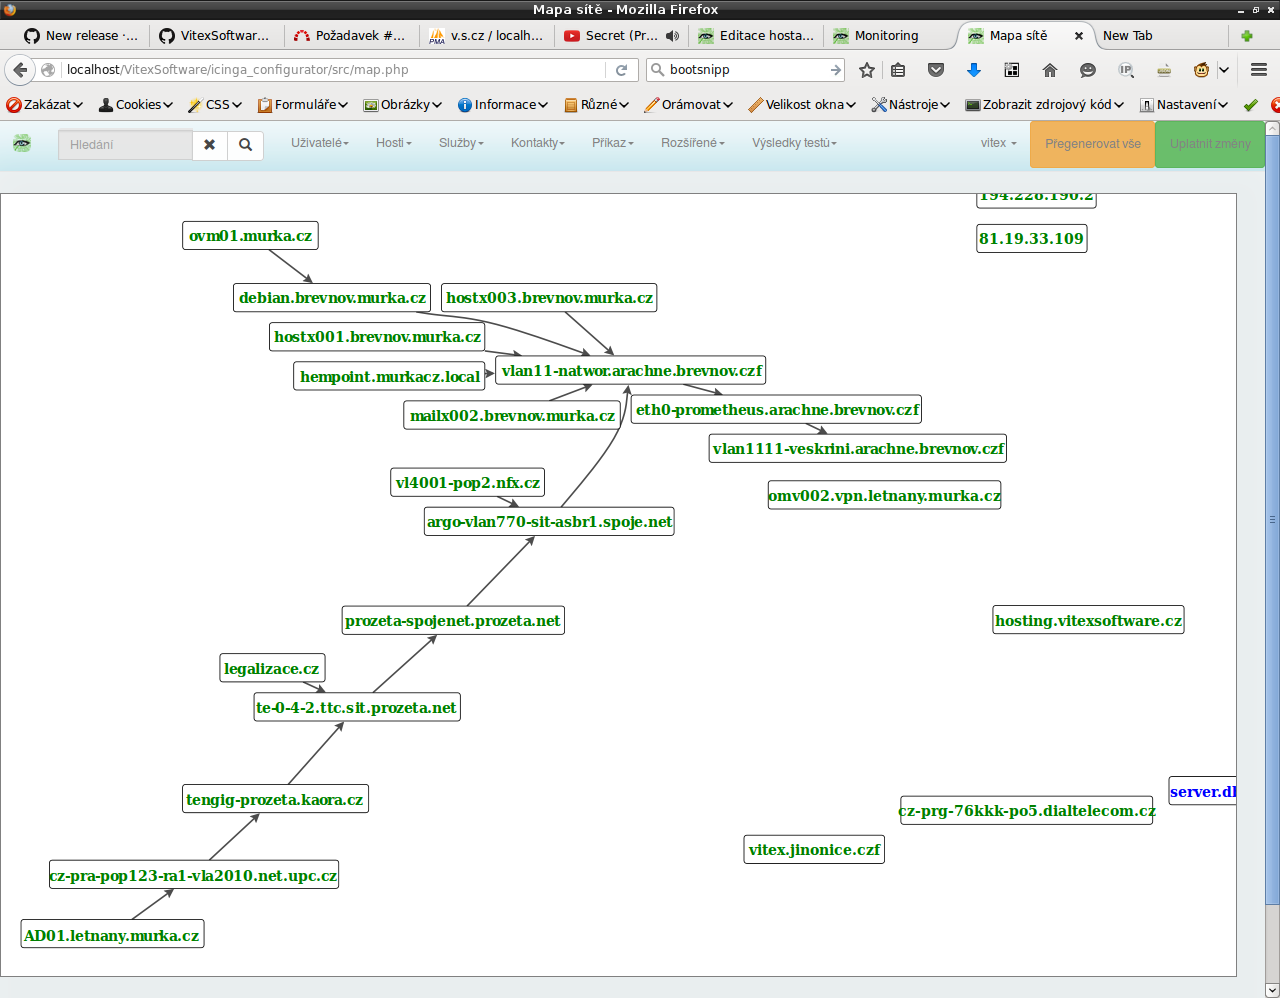 Mapa sítě - Mozilla Firefox
New release ·...
VitexSoftwar...
Požadavek #...
v.s.cz / localh...
Secret (Pr...
Editace hosta...
Monitoring
Mapa sítě
New Tab
localhost/VitexSoftware/icinga_configurator/src/map.php
bootsnipp
Zakázat
Cookies
CSS
Formuláře
Obrázky
Informace
Různé
Orámovat
Velikost okna
Nástroje
Zobrazit zdrojový kód
Nastavení
Hledání
Uživatelé
Hosti
Služby
Kontakty
Příkaz
Rozšířené
Výsledky testů
vitex
Přegenerovat vše
Uplatnit změny
194.228.196.2
ovm01.murka.cz
81.19.33.109
debian.brevnov.murka.cz
hostx003.brevnov.murka.cz
hostx001.brevnov.murka.cz
hempoint.murkacz.local
vlan11-natwor.arachne.brevnov.czf
mailx002.brevnov.murka.cz
eth0-prometheus.arachne.brevnov.czf
vlan1111-veskrini.arachne.brevnov.czf
vl4001-pop2.nfx.cz
omv002.vpn.letnany.murka.cz
argo-vlan770-sit-asbr1.spoje.net
prozeta-spojenet.prozeta.net
hosting.vitexsoftware.cz
legalizace.cz
te-0-4-2.ttc.sit.prozeta.net
tengig-prozeta.kaora.cz
server.dl
cz-prg-76kkk-po5.dialtelecom.cz
vitex.jinonice.czf
cz-pra-pop123-ra1-vla2010.net.upc.cz
AD01.letnany.murka.cz